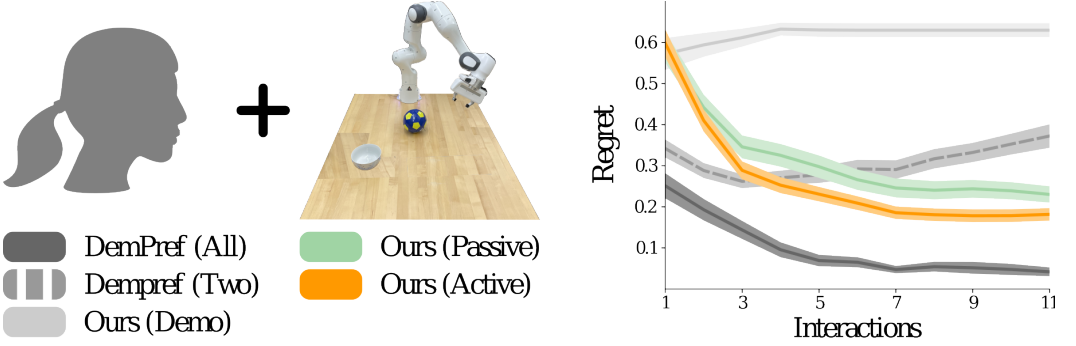 DemPref (All)
Dempref (Two)
Ours (Demo)
Ours (Passive)
Ours (Active)
Regret
0.6
0.5
0.4
0.3
0.2
0.1
1 3 5 7 9 11
Interactions